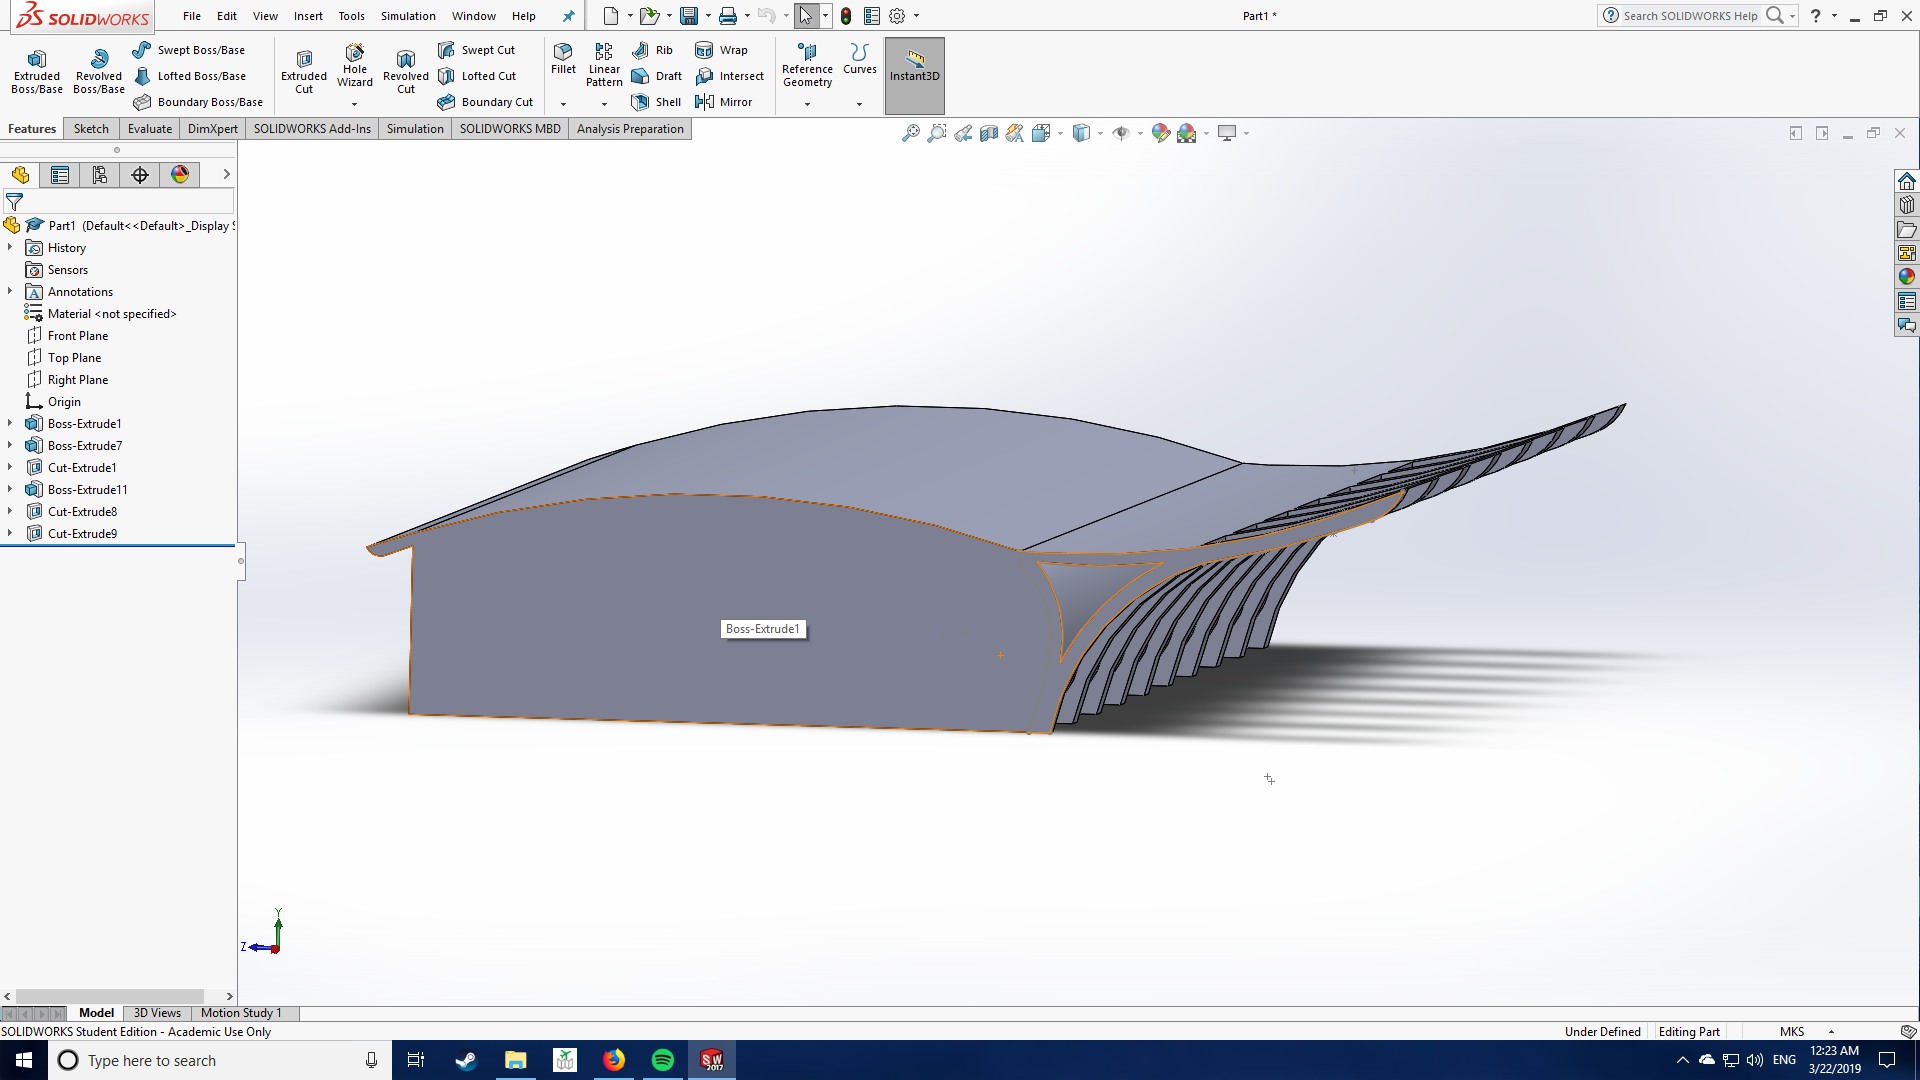 SOLIDWORKS File Edit View Insert Tools Simulation Window Help Part1 * Search SOLIDWORKS Help ?
Extruded Boss/Base
Revolved Boss/Base
Swept Boss/Base
Lofted Boss/Base
Boundary Boss/Base
Extruded Cut
Hole Wizard
Revolved Cut
Swept Cut
Lofted Cut
Boundary Cut
Fillet
Linear Pattern
Rib
Draft
Shell
Wrap
Intersect
Mirror
Reference Geometry
Curves
Instant3D
Features Sketch Evaluate DimXpert SOLIDWORKS Add-Ins Simulation SOLIDWORKS MBD Analysis Preparation
Part1 (Default<<Default>_Display S
History
Sensors
Annotations
Material <not specified>
Front Plane
Top Plane
Right Plane
Origin
Boss-Extrude1
Boss-Extrude7
Cut-Extrude1
Boss-Extrude11
Cut-Extrude8
Cut-Extrude9
Boss-Extrude1
Y
Z
Model 3D Views Motion Study 1
SOLIDWORKS Student Edition - Academic Use Only Under Defined Editing Part MKS
Type here to search SW 2017 ENG 12:23 AM
3/22/2019